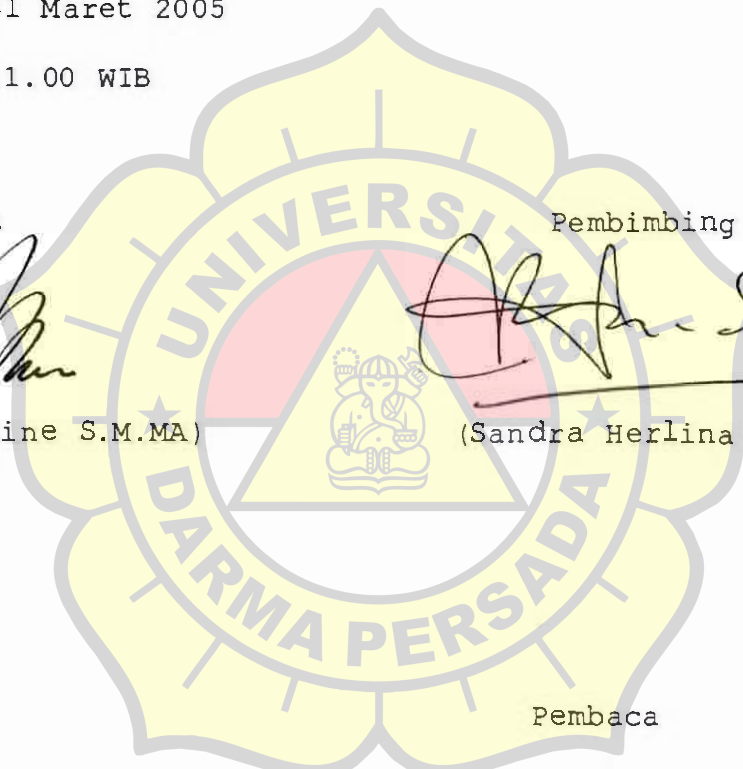 1 Maret 2005
1.00 WIB
Pembimbing
ine S.M.MA)
(Sandra Herlina
UNIVERSITAS
DARMA PERSADA
Pembaca